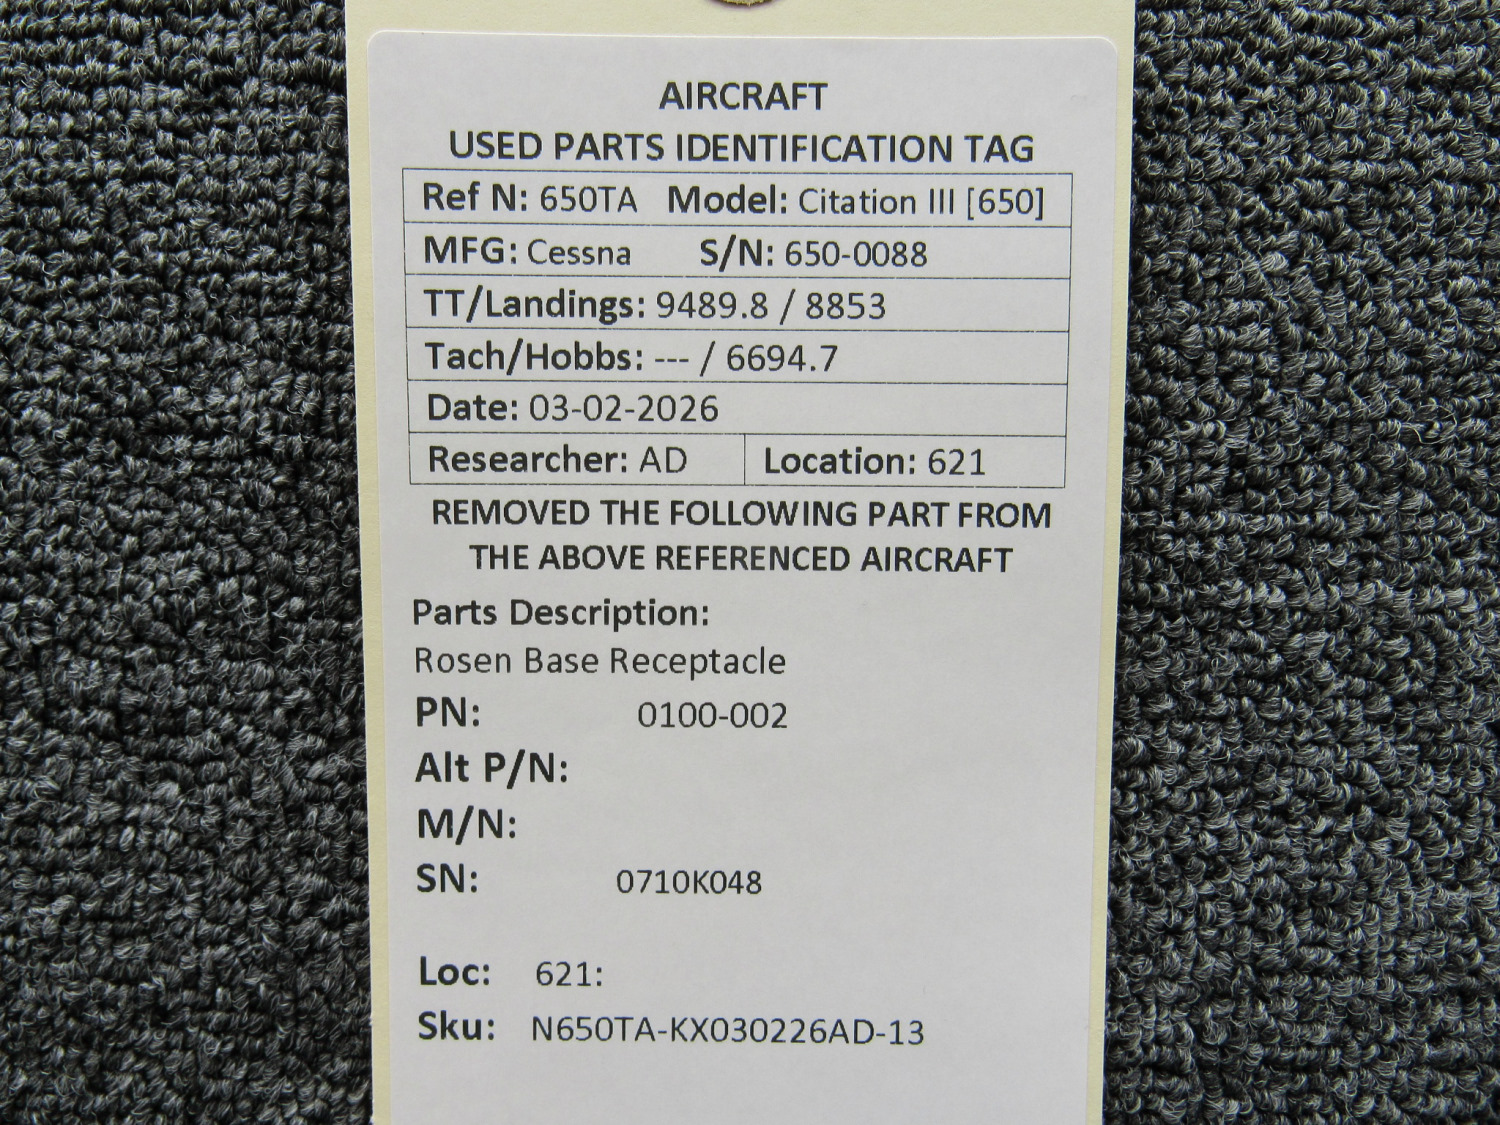 AIRCRAFT
USED PARTS IDENTIFICATION TAG
Ref N: 650TA Model: Citation III [650]
MFG: Cessna S/N: 650-0088
TT/Landings: 9489.8 / 8853
Tach/Hobbs: --- / 6694.7
Date: 03-02-2026
Researcher: AD Location: 621
REMOVED THE FOLLOWING PART FROM
THE ABOVE REFERENCED AIRCRAFT
Parts Description:
Rosen Base Receptacle
PN: 0100-002
Alt P/N:
M/N:
SN: 0710K048
Loc: 621:
Sku: N650TA-KX030226AD-13